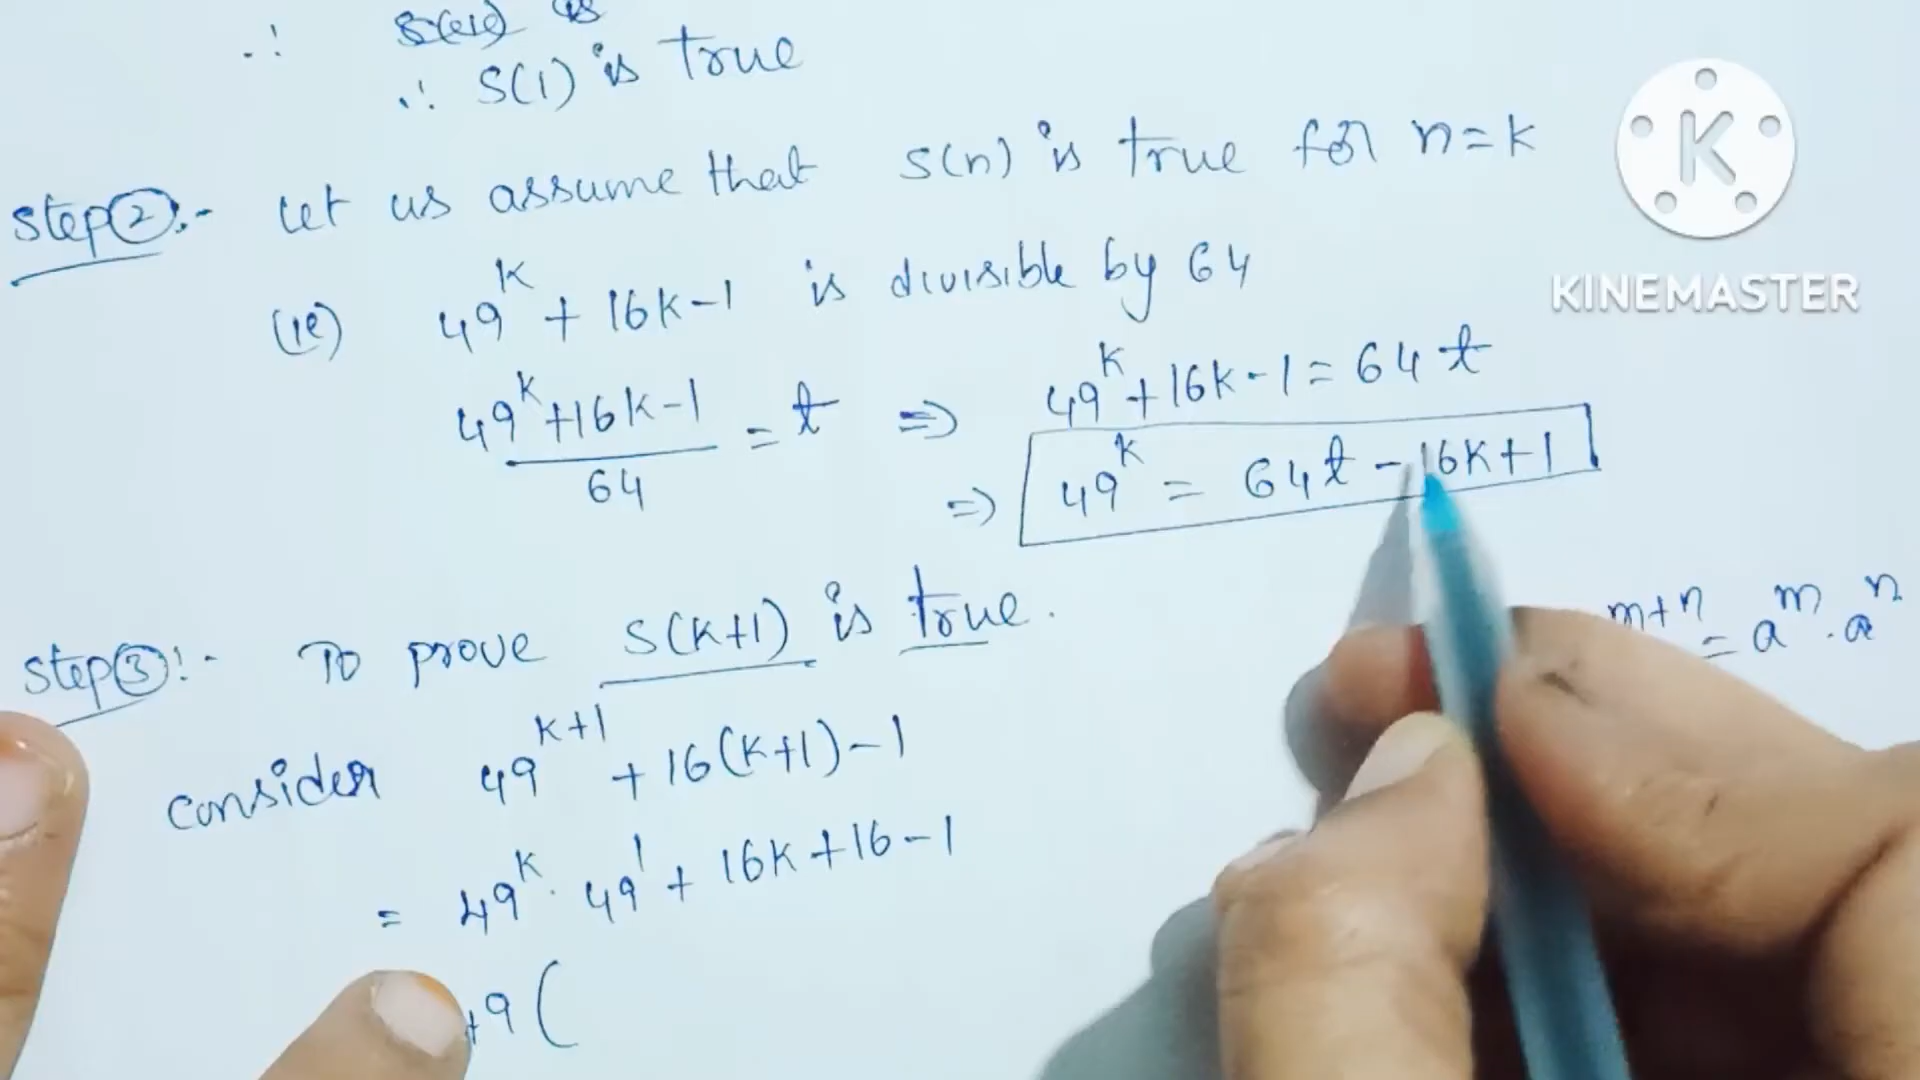 ∴ S(1) is true
Step②:- Let us assume that S(n) is true for n=k
(ie) 49^k + 16k-1 is divisible by 64
(49^k+16k-1)/64 = t ⇒ 49^k+16k-1=64t
⇒ 49^k = 64t-16k+1
Step③:- To prove S(k+1) is true.
m+n = a^m . a^n
consider 49^(k+1) + 16(k+1)-1
= 49^k . 49^1 + 16k+16-1
49(
K
KINEMASTER